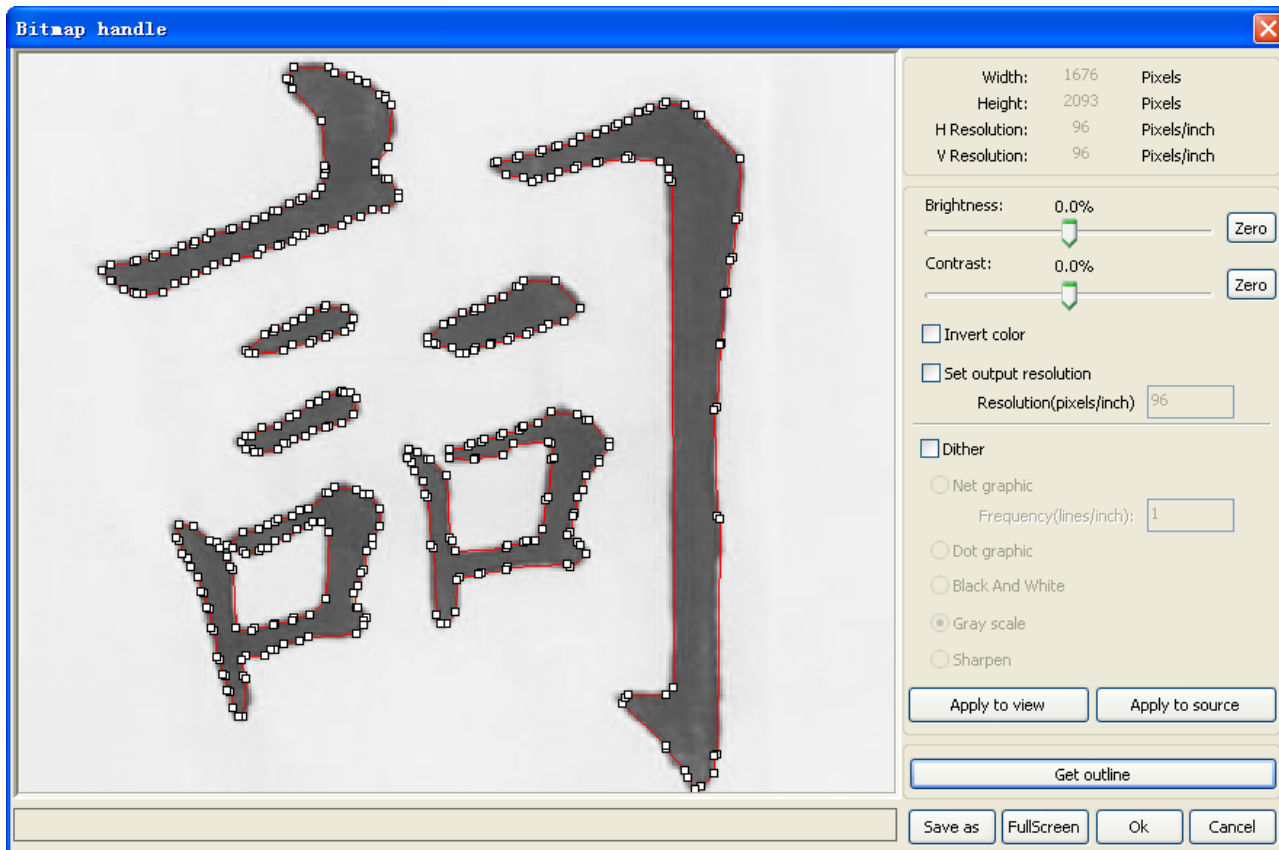 Bitmap handle
詞
Width: 1676 Pixels
Height: 2093 Pixels
H Resolution: 96 Pixels/inch
V Resolution: 96 Pixels/inch
Brightness: 0.0%
Zero
Contrast: 0.0%
Zero
Invert color
Set output resolution
Resolution(pixels/inch) 96
Dither
Net graphic
Frequency(lines/inch): 1
Dot graphic
Black And White
Gray scale
Sharpen
Apply to view Apply to source
Get outline
Save as FullScreen Ok Cancel